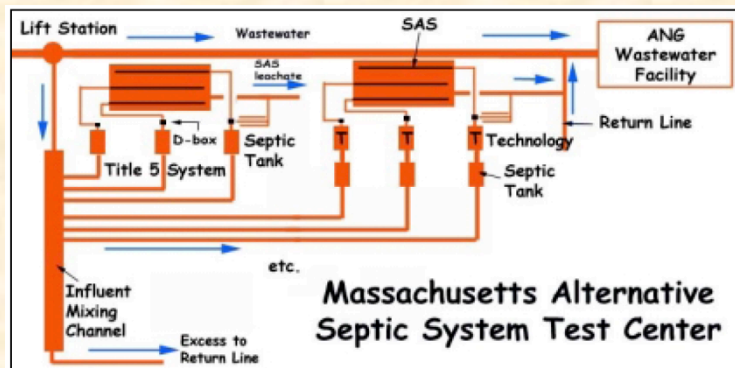 Lift Station
Wastewater
SAS
ANG
Wastewater
Facility
SAS
leachate
D-box
Septic
Tank
Title 5 System
T
T
T
Technology
Return Line
Septic
Tank
etc.
Influent
Mixing
Channel
Excess to
Return Line
Massachusetts Alternative
Septic System Test Center